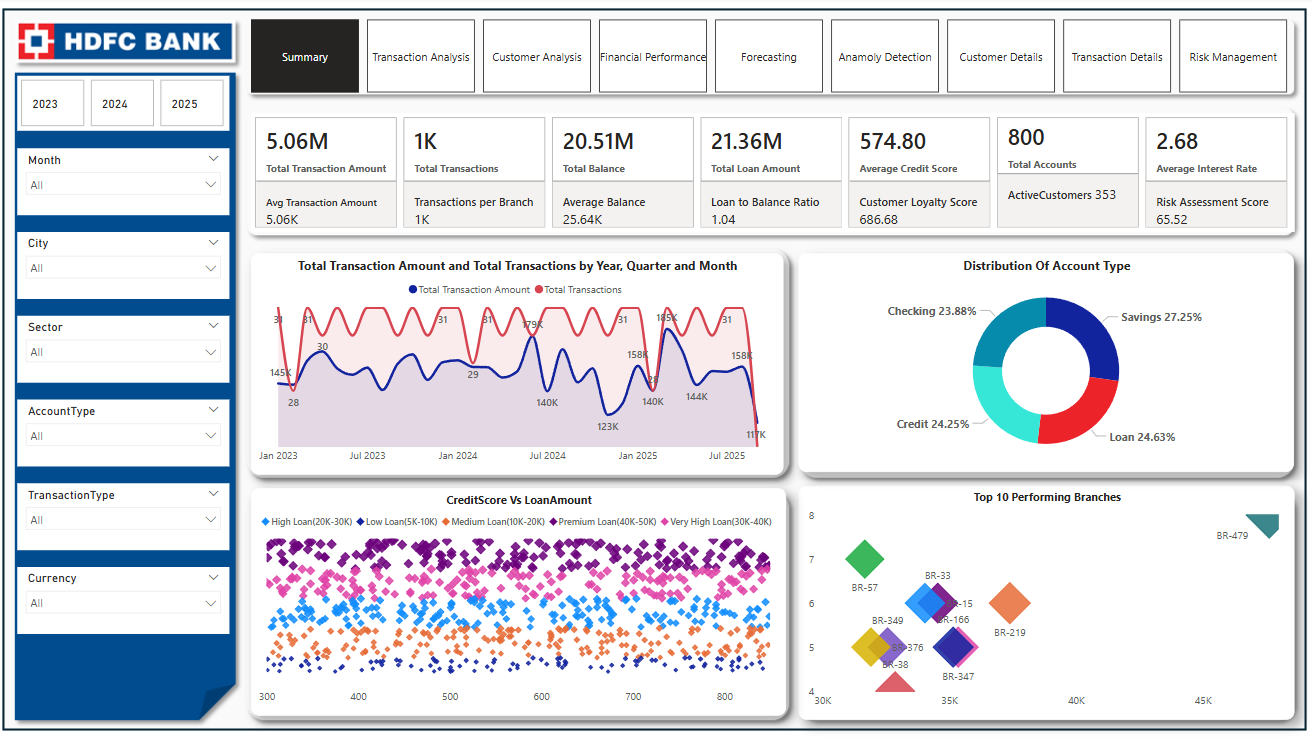 HDFC BANK
Summary
Transaction Analysis
Customer Analysis
Financial Performance
Forecasting
Anamoly Detection
Customer Details
Transaction Details
Risk Management
2023
2024
2025
Month
All
City
All
Sector
All
AccountType
All
TransactionType
All
Currency
All
5.06M
Total Transaction Amount
Avg Transaction Amount
5.06K
1K
Total Transactions
Transactions per Branch
1K
20.51M
Total Balance
Average Balance
25.64K
21.36M
Total Loan Amount
Loan to Balance Ratio
1.04
574.80
Average Credit Score
Customer Loyalty Score
686.68
800
Total Accounts
ActiveCustomers 353
2.68
Average Interest Rate
Risk Assessment Score
65.52
Total Transaction Amount and Total Transactions by Year, Quarter and Month
Total Transaction Amount
Total Transactions
31
31
31
31
31
31
30
145K
28
29
179K
140K
123K
158K
28
140K
185K
144K
158K
117K
Jan 2023
Jul 2023
Jan 2024
Jul 2024
Jan 2025
Jul 2025
Distribution Of Account Type
Checking 23.88%
Savings 27.25%
Credit 24.25%
Loan 24.63%
CreditScore Vs LoanAmount
High Loan(20K-30K)
Low Loan(5K-10K)
Medium Loan(10K-20K)
Premium Loan(40K-50K)
Very High Loan(30K-40K)
300
400
500
600
700
800
Top 10 Performing Branches
8
7
6
5
4
BR-479
BR-57
BR-33
BR-15
BR-166
BR-219
BR-349
BR-376
BR-38
BR-347
30K
35K
40K
45K